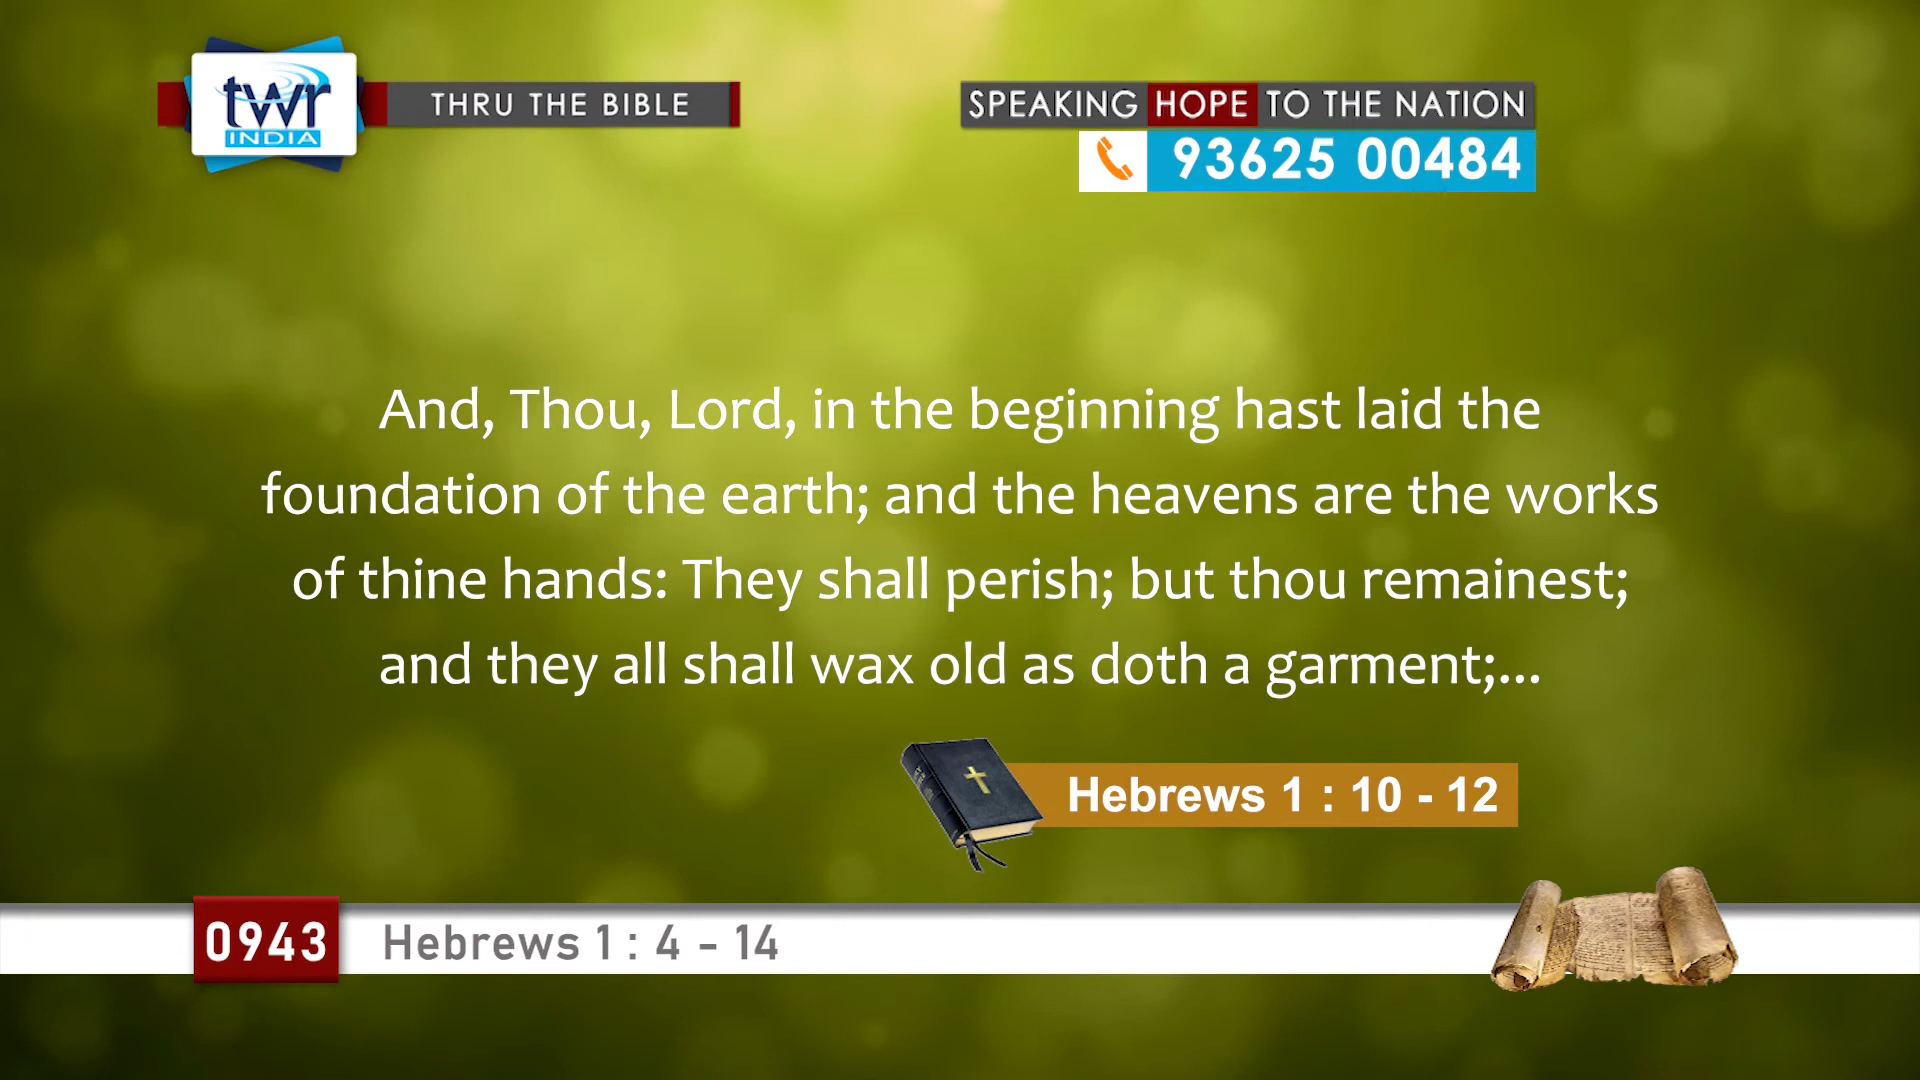 twr
INDIA
THRU THE BIBLE
SPEAKING HOPE TO THE NATION
93625 00484
And, Thou, Lord, in the beginning hast laid the
foundation of the earth; and the heavens are the works
of thine hands: They shall perish; but thou remainest;
and they all shall wax old as doth a garment;...
Hebrews 1 : 10 - 12
0943
Hebrews 1 : 4 - 14